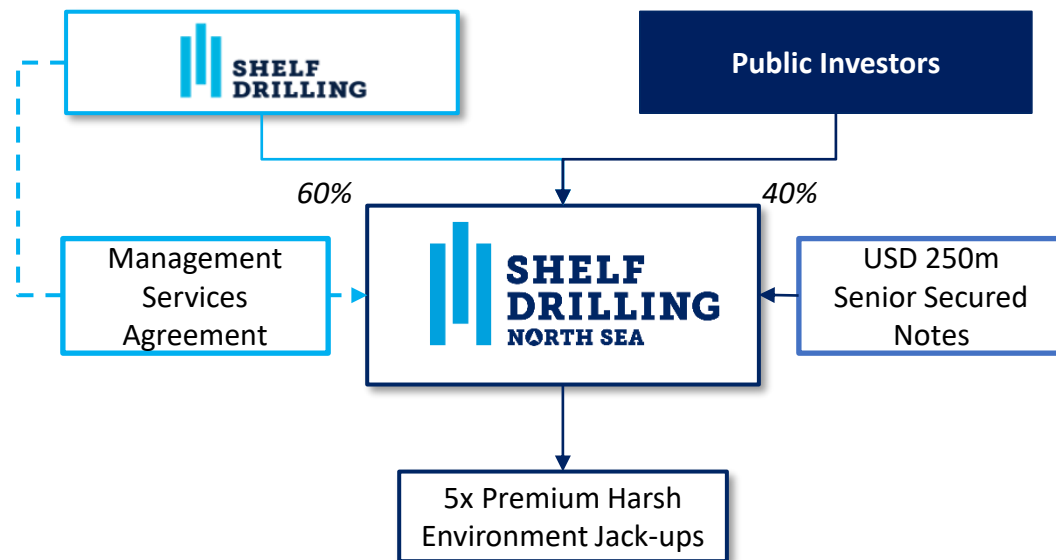 SHELF
DRILLING
Public Investors
60%
40%
Management
Services
Agreement
SHELF
DRILLING
NORTH SEA
USD 250m
Senior Secured
Notes
5x Premium Harsh
Environment Jack-ups